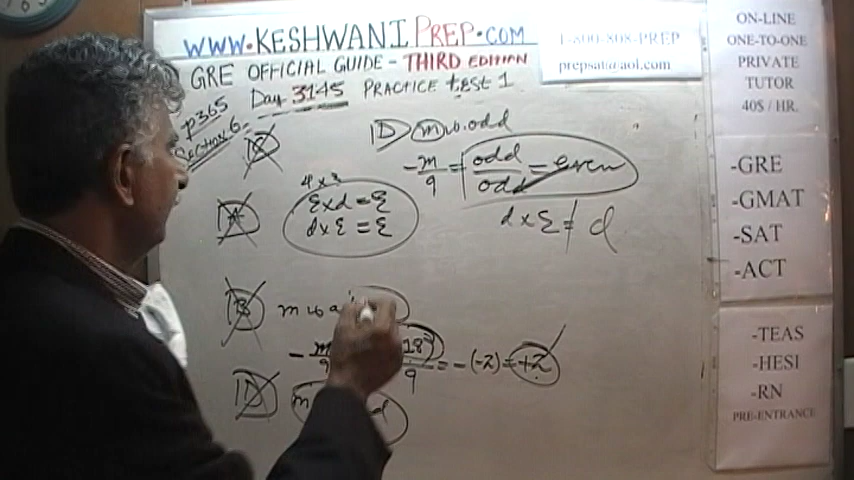 WWW.KESHWANIPREP.COM
GRE OFFICIAL GUIDE - THIRD EDITION
Day 3145 PRACTICE test 1
P365
Section 6
1-800-808-PREP
prepsat@aol.com
ON-LINE
ONE-TO-ONE
PRIVATE
TUTOR
40$ / HR.
-GRE
-GMAT
-SAT
-ACT
-TEAS
-HESI
-RN
PRE-ENTRANCE
C
D m is odd
-m/9 = odd/odd = even
d x Ɛ ≠ d
A
4 x 3
Ɛ x d = Ɛ
d x Ɛ = Ɛ
B m is
- 18/9 = -(-2) = +2
D